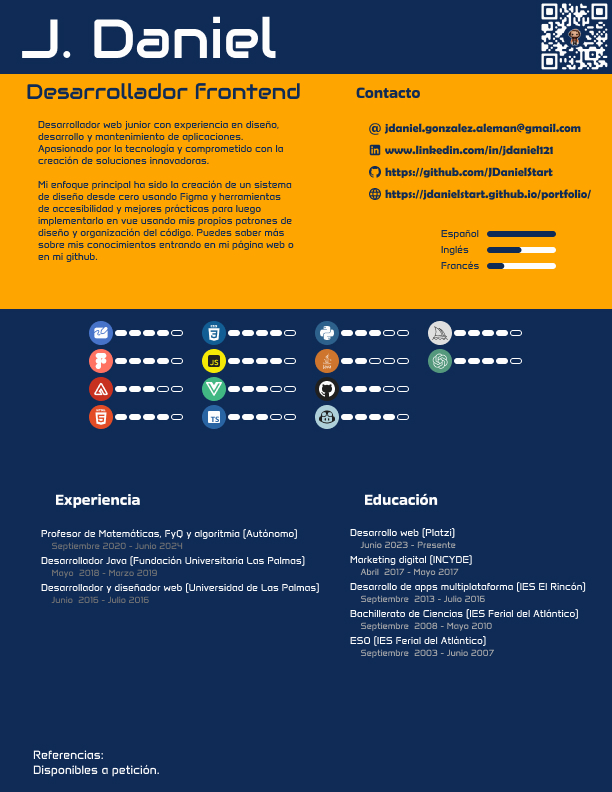 J. Daniel
Desarrollador frontend
Desarrollador web junior con experiencia en diseño,
desarrollo y mantenimiento de aplicaciones.
Apasionado por la tecnología y comprometido con la
creación de soluciones innovadoras.
Mi enfoque principal ha sido la creación de un sistema
de diseño desde cero usando Figma y herramientas
de accesibilidad y mejores prácticas para luego
implementarlo en vue usando mis propios patrones de
diseño y organización del código. Puedes saber más
sobre mis conocimientos entrando en mi página web o
en mi github.
Contacto
@ jdaniel.gonzalez.aleman@gmail.com
in www.linkedin.com/in/jdaniel121
https://github.com/JDanielStart
https://jdanielstart.github.io/portfolio/
Español
Inglés
Francés
CSS
JS
Java
HTML
TS
Experiencia
Profesor de Matemáticas, FyQ y algoritmia (Autónomo)
Septiembre 2020 - Junio 2024
Desarrollador Java (Fundación Universitaria Las Palmas)
Mayo 2018 - Marzo 2019
Desarrollador y diseñador web (Universidad de Las Palmas)
Junio 2016 - Julio 2016
Educación
Desarrollo web (Platzi)
Junio 2023 - Presente
Marketing digital (INCYDE)
Abril 2017 - Mayo 2017
Desarrollo de apps multiplataforma (IES El Rincón)
Septiembre 2013 - Julio 2016
Bachillerato de Ciencias (IES Ferial del Atlántico)
Septiembre 2008 - Mayo 2010
ESO (IES Ferial del Atlántico)
Septiembre 2003 - Junio 2007
Referencias:
Disponibles a petición.